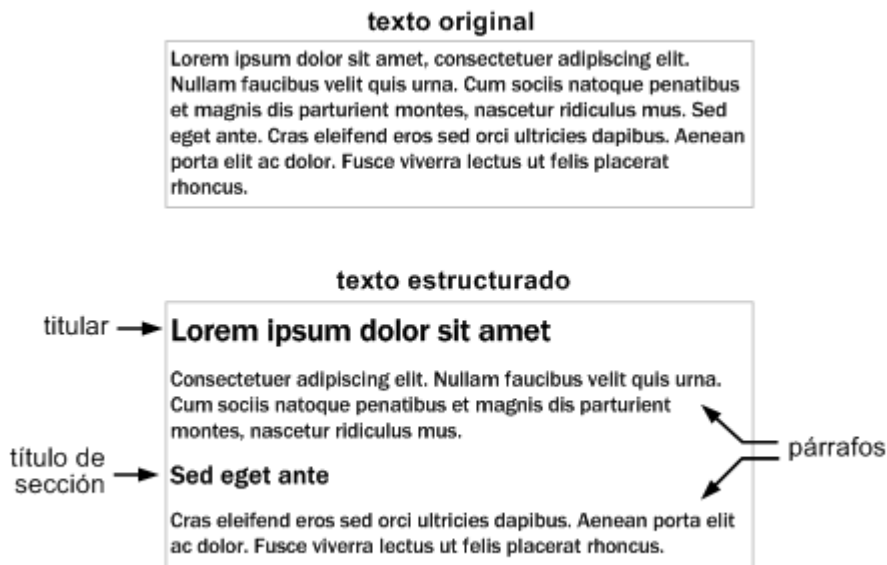 texto original
Lorem ipsum dolor sit amet, consectetuer adipiscing elit.
Nullam faucibus velit quis urna. Cum sociis natoque penatibus
et magnis dis parturient montes, nascetur ridiculus mus. Sed
eget ante. Cras eleifend eros sed orci ultricies dapibus. Aenean
porta elit ac dolor. Fusce viverra lectus ut felis placerat
rhoncus.
texto estructurado
titular
Lorem ipsum dolor sit amet
Consectetuer adipiscing elit. Nullam faucibus velit quis urna.
Cum sociis natoque penatibus et magnis dis parturient
montes, nascetur ridiculus mus.
párrafos
título de
sección
Sed eget ante
Cras eleifend eros sed orci ultricies dapibus. Aenean porta elit
ac dolor. Fusce viverra lectus ut felis placerat rhoncus.